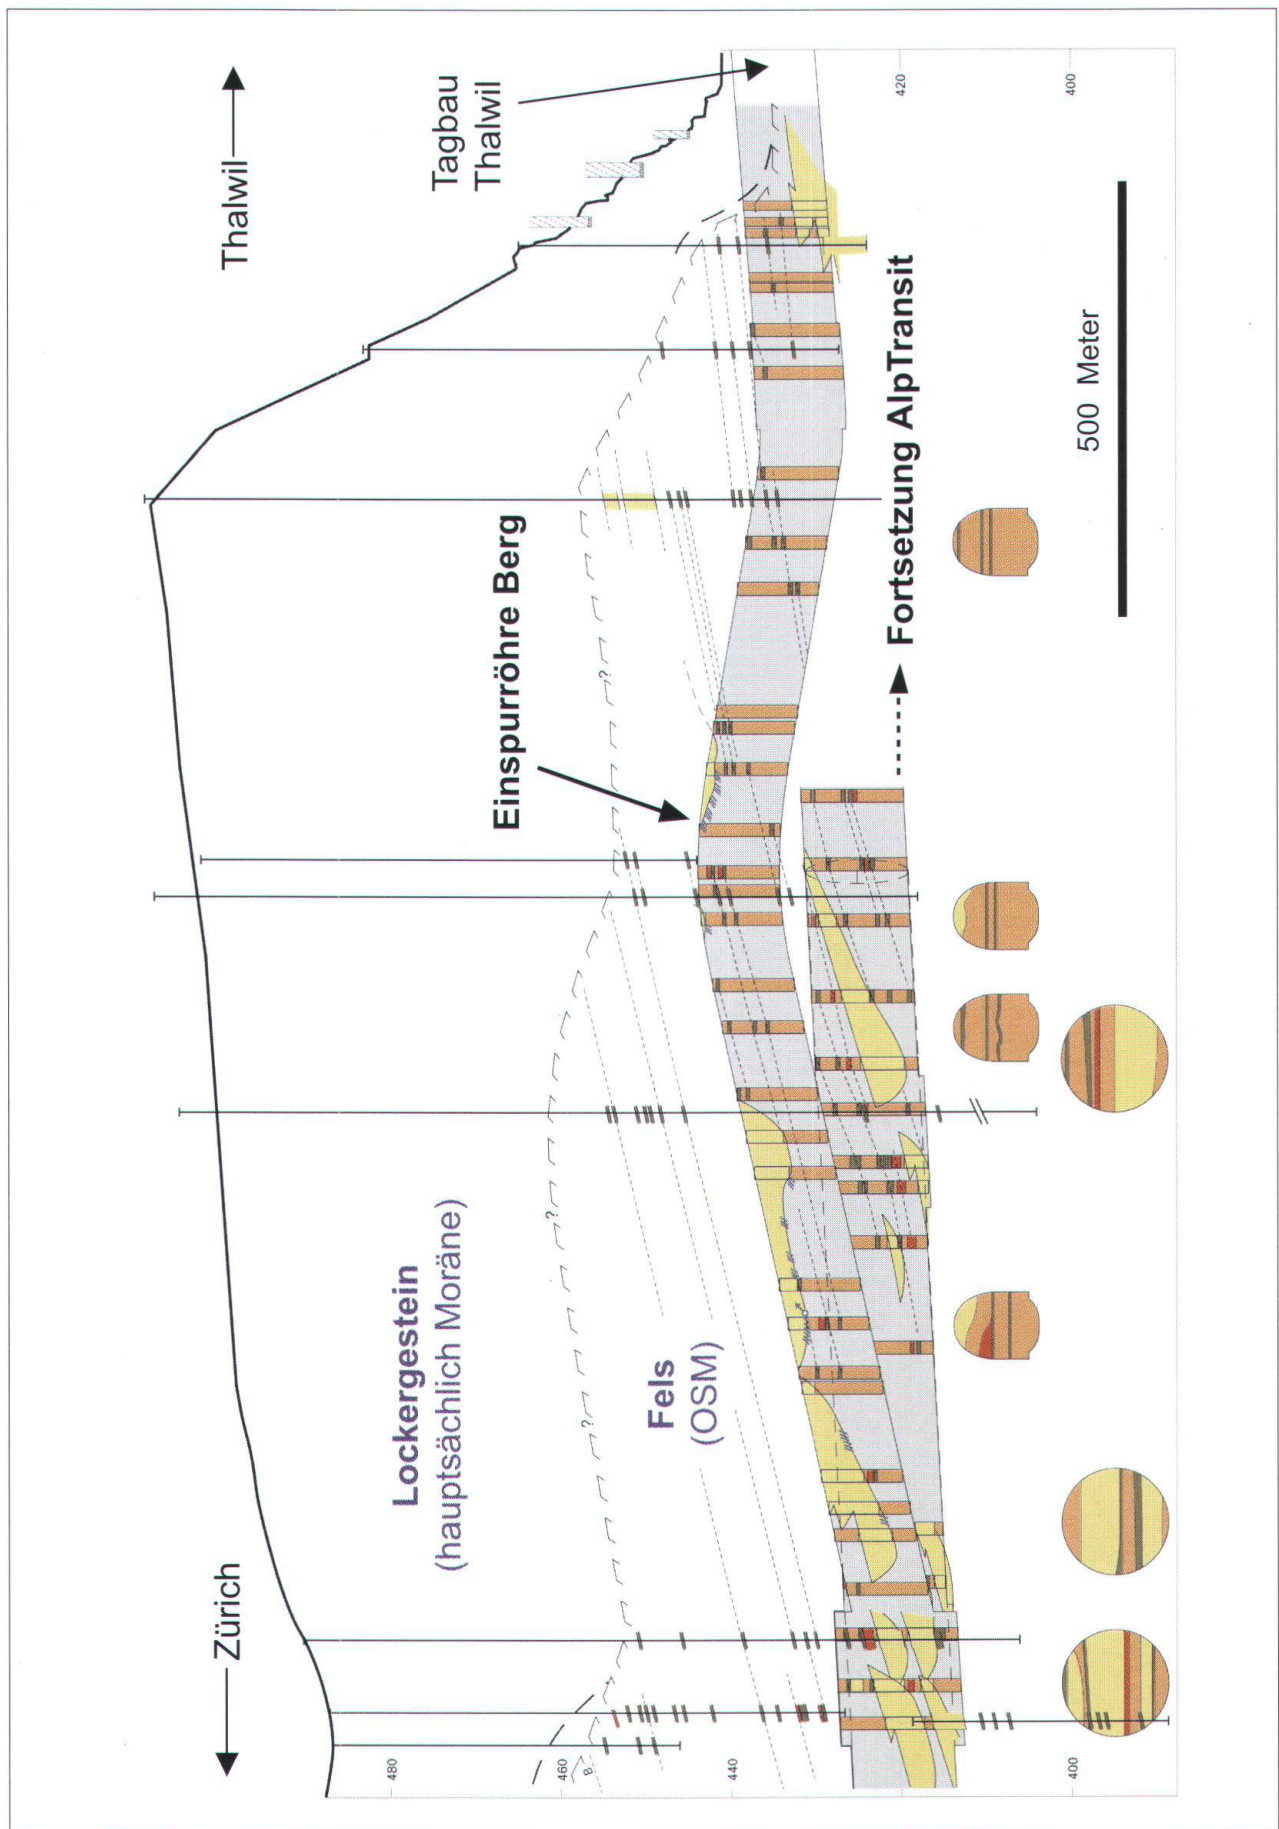 ← Zürich
Thalwil →
Lockergestein
(hauptsächlich Moräne)
Tagbau
Thalwil
Einspurröhre Berg
Fels
(OSM)
Fortsetzung AlpTransit
500 Meter
480
460
440
400
420
400
?
?
?